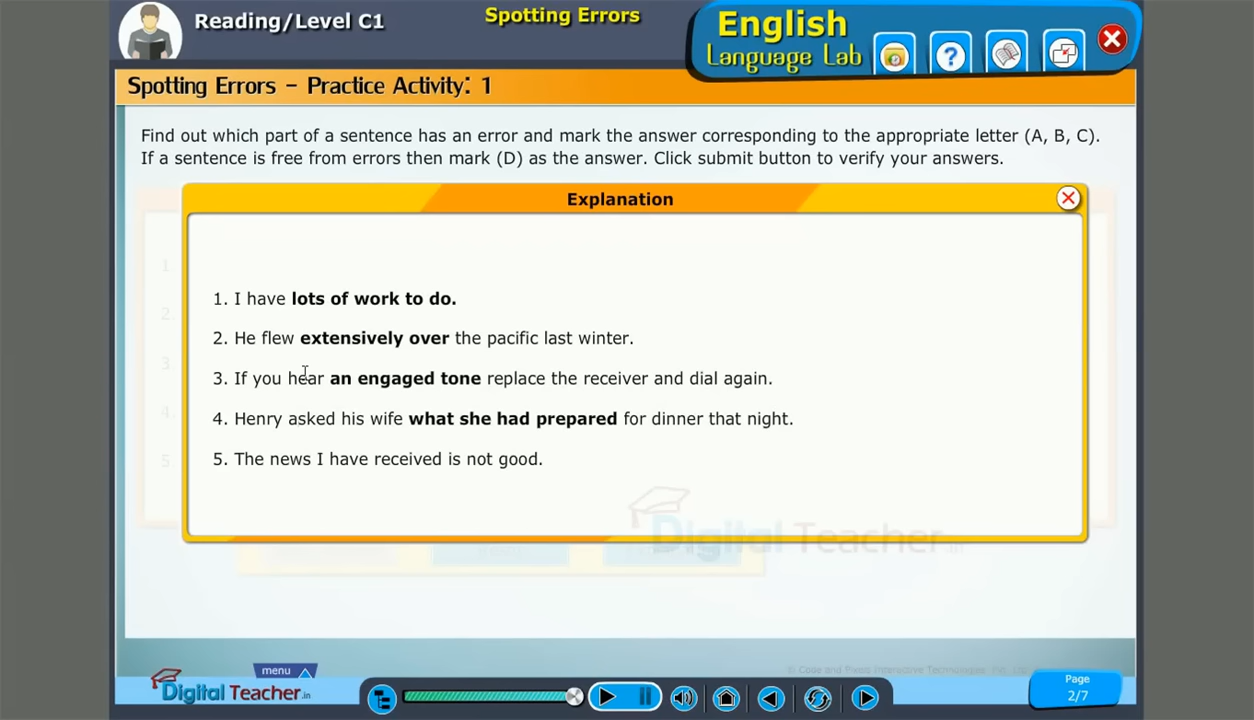 Reading/Level C1
Spotting Errors
English
Language Lab
Spotting Errors - Practice Activity: 1
Find out which part of a sentence has an error and mark the answer corresponding to the appropriate letter (A, B, C).
If a sentence is free from errors then mark (D) as the answer. Click submit button to verify your answers.
Explanation
1. I have lots of work to do.
2. He flew extensively over the pacific last winter.
3. If you hear an engaged tone replace the receiver and dial again.
4. Henry asked his wife what she had prepared for dinner that night.
5. The news I have received is not good.
Digital Teacher.in
menu
Digital Teacher.in
Page
2/7